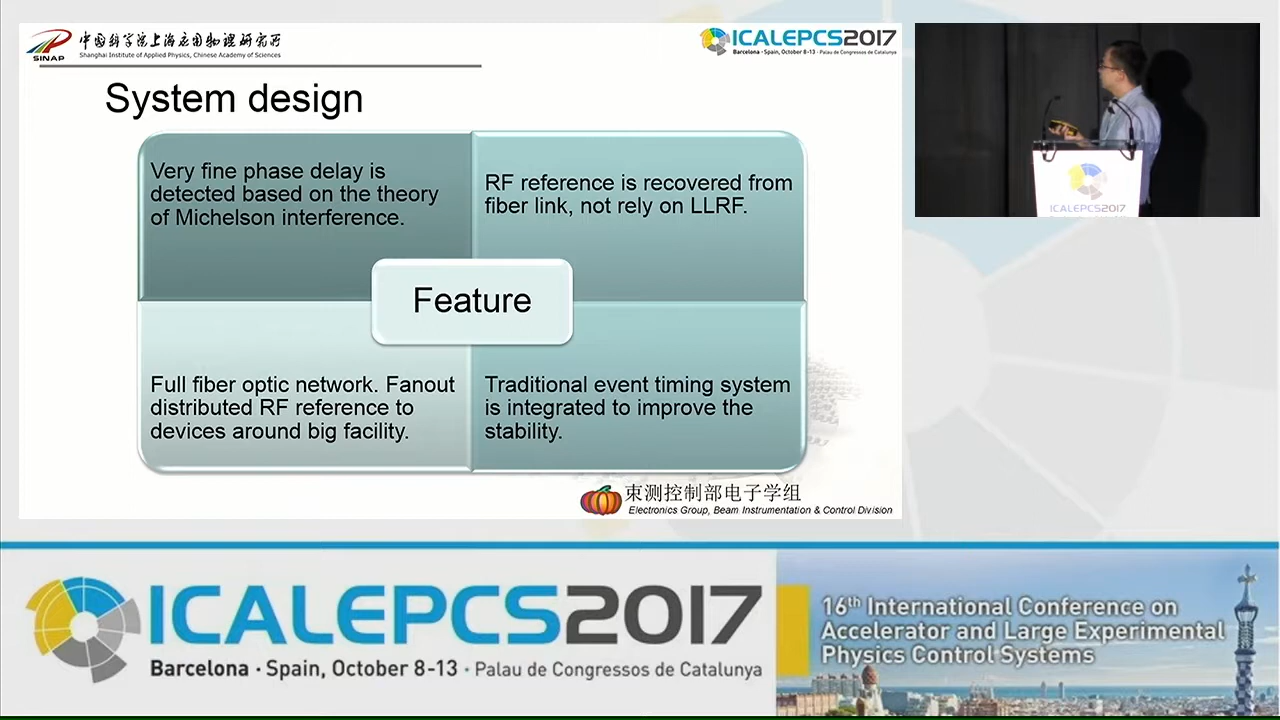 SINAP
中国科学院上海应用物理研究所
Shanghai Institute of Applied Physics, Chinese Academy of Sciences
ICALEPCS2017
Barcelona · Spain, October 8-13 · Palau de Congressos de Catalunya
System design
Very fine phase delay is
detected based on the theory
of Michelson interference.
RF reference is recovered from
fiber link, not rely on LLRF.
Feature
Full fiber optic network. Fanout
distributed RF reference to
devices around big facility.
Traditional event timing system
is integrated to improve the
stability.
束测控制部电子学组
Electronics Group, Beam Instrumentation & Control Division
ICALEPCS2017
ICALEPCS2017
Barcelona · Spain, October 8-13 · Palau de Congressos de Catalunya
16th International Conference on
Accelerator and Large Experimental
Physics Control Systems